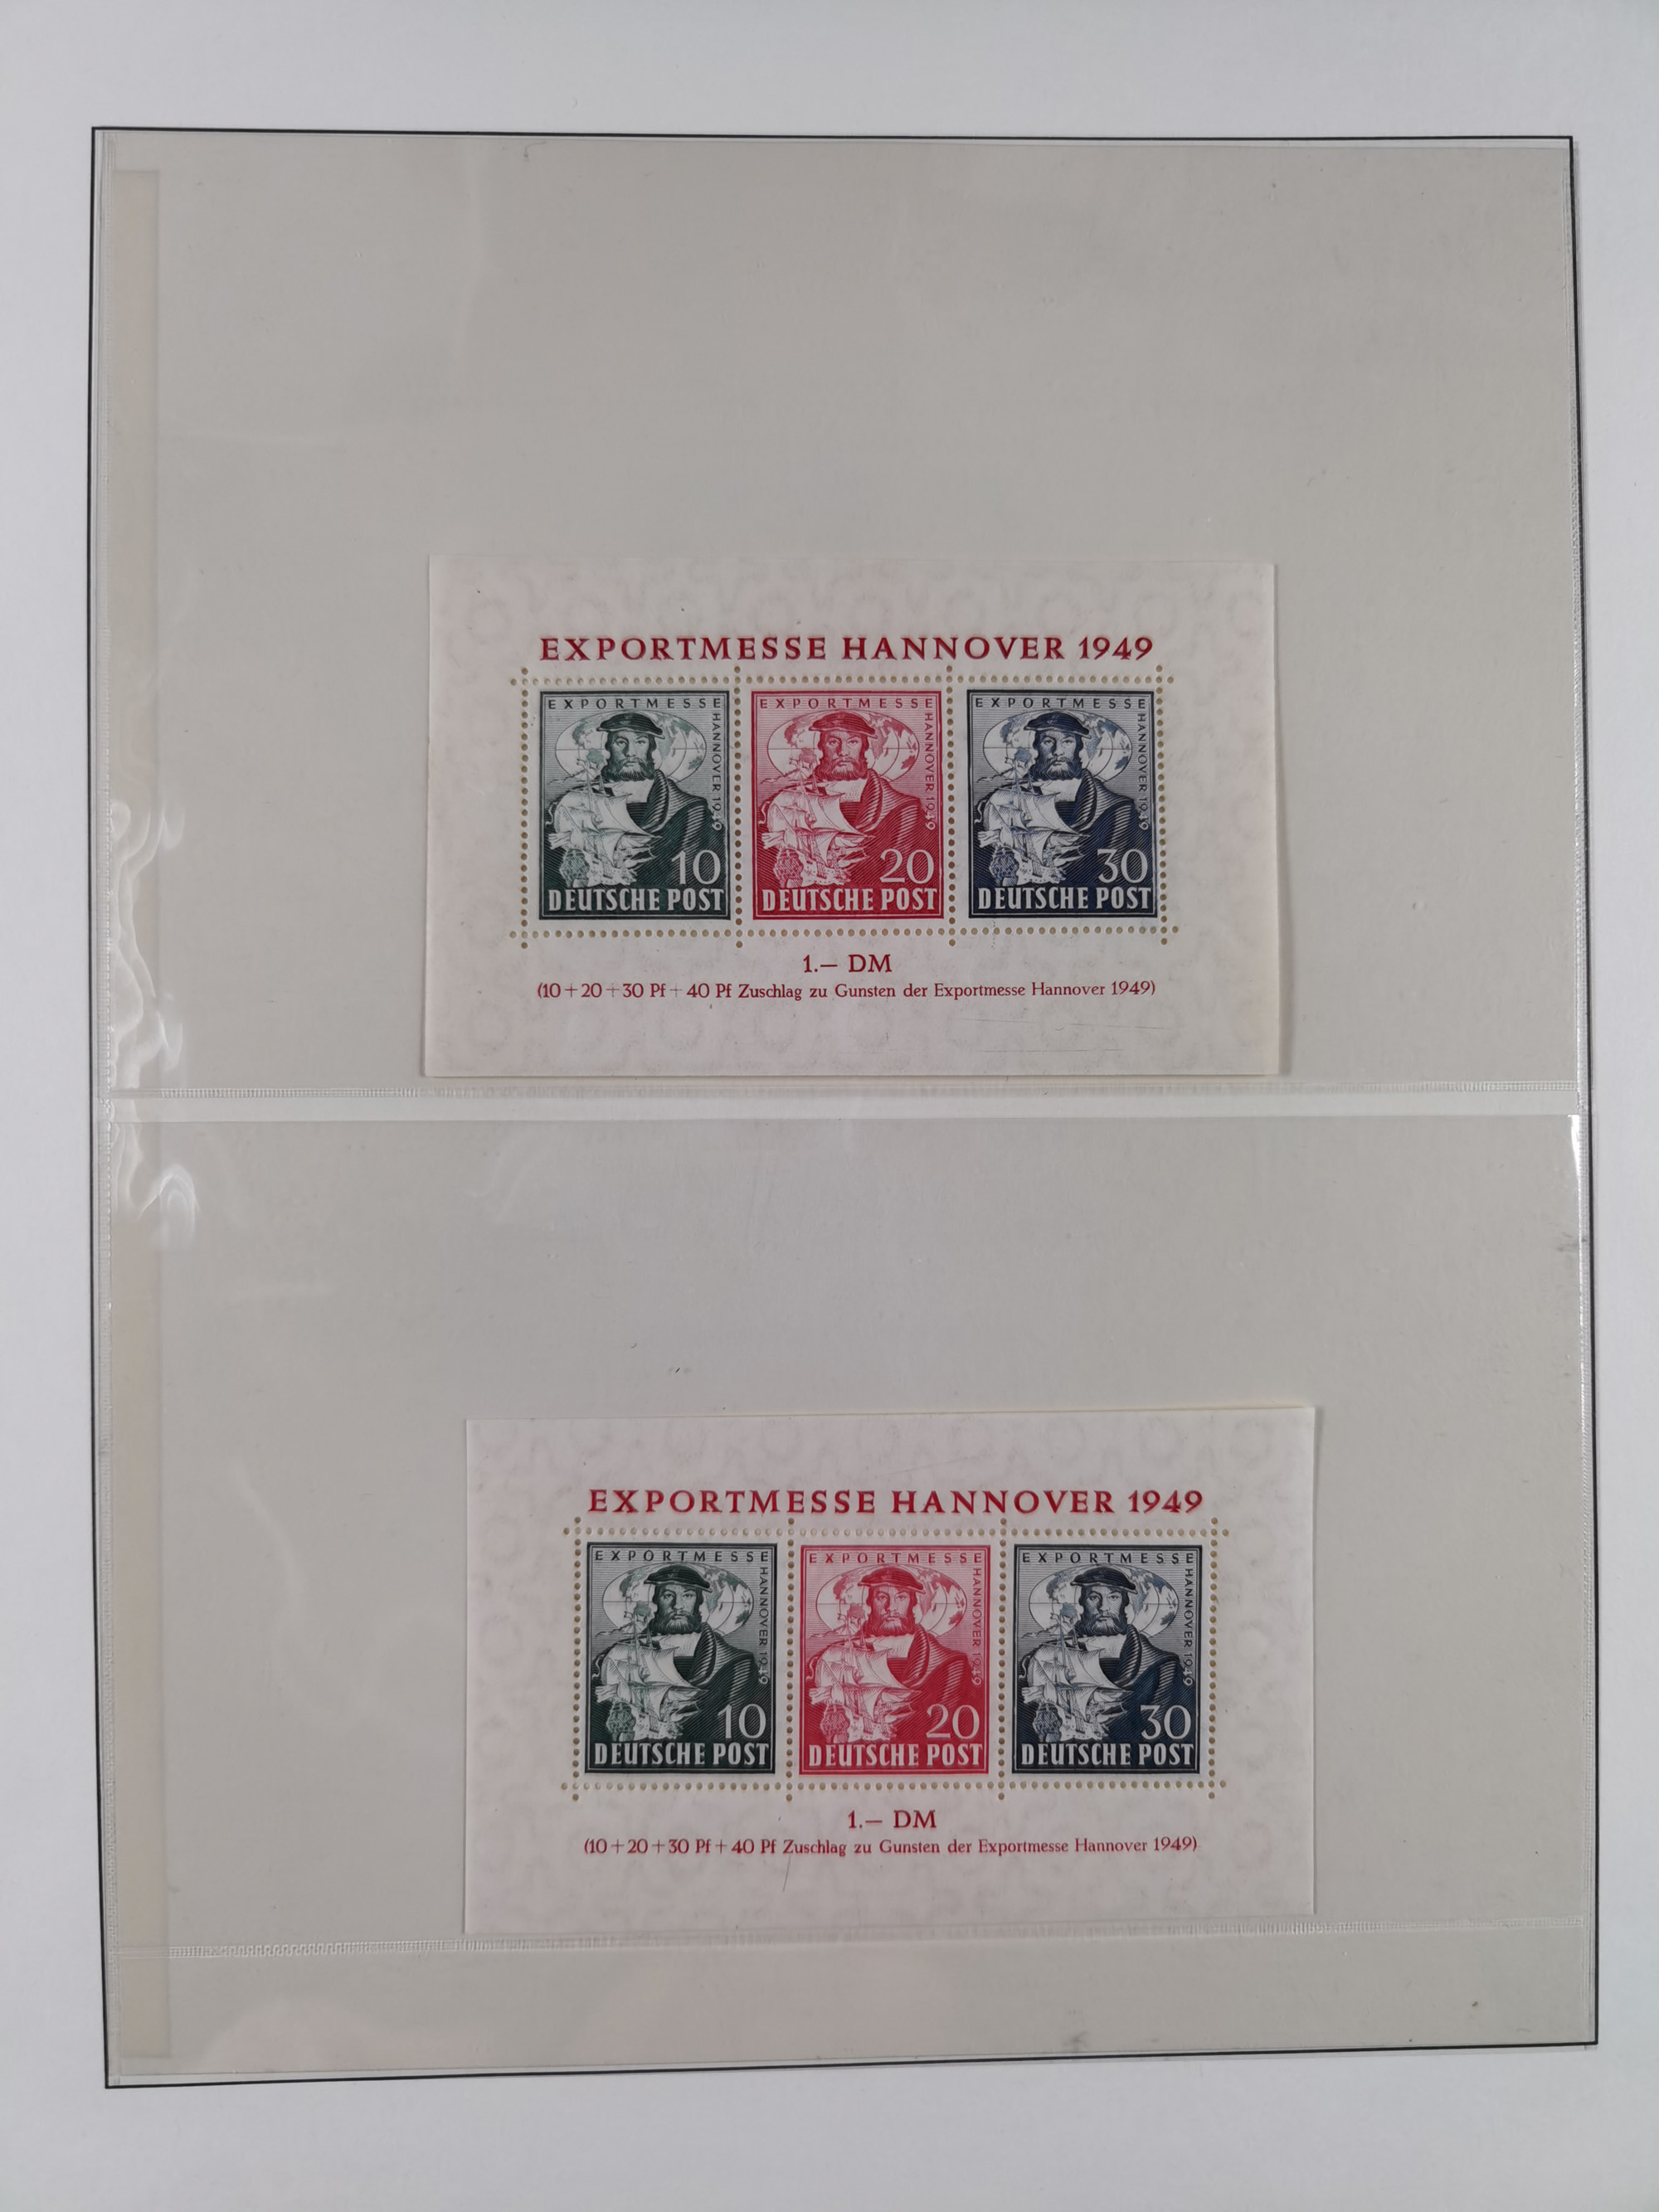 EXPORTMESSE HANNOVER 1949
EXPORTMESSE
HANNOVER 1949
10
DEUTSCHE POST
EXPORTMESSE
HANNOVER 1949
20
DEUTSCHE POST
EXPORTMESSE
HANNOVER 1949
30
DEUTSCHE POST
1.— DM
(10+20+30 Pf+40 Pf Zuschlag zu Gunsten der Exportmesse Hannover 1949)
EXPORTMESSE HANNOVER 1949
EXPORTMESSE
HANNOVER 1949
10
DEUTSCHE POST
EXPORTMESSE
HANNOVER 1949
20
DEUTSCHE POST
EXPORTMESSE
HANNOVER 1949
30
DEUTSCHE POST
1.— DM
(10+20+30 Pf+40 Pf Zuschlag zu Gunsten der Exportmesse Hannover 1949)